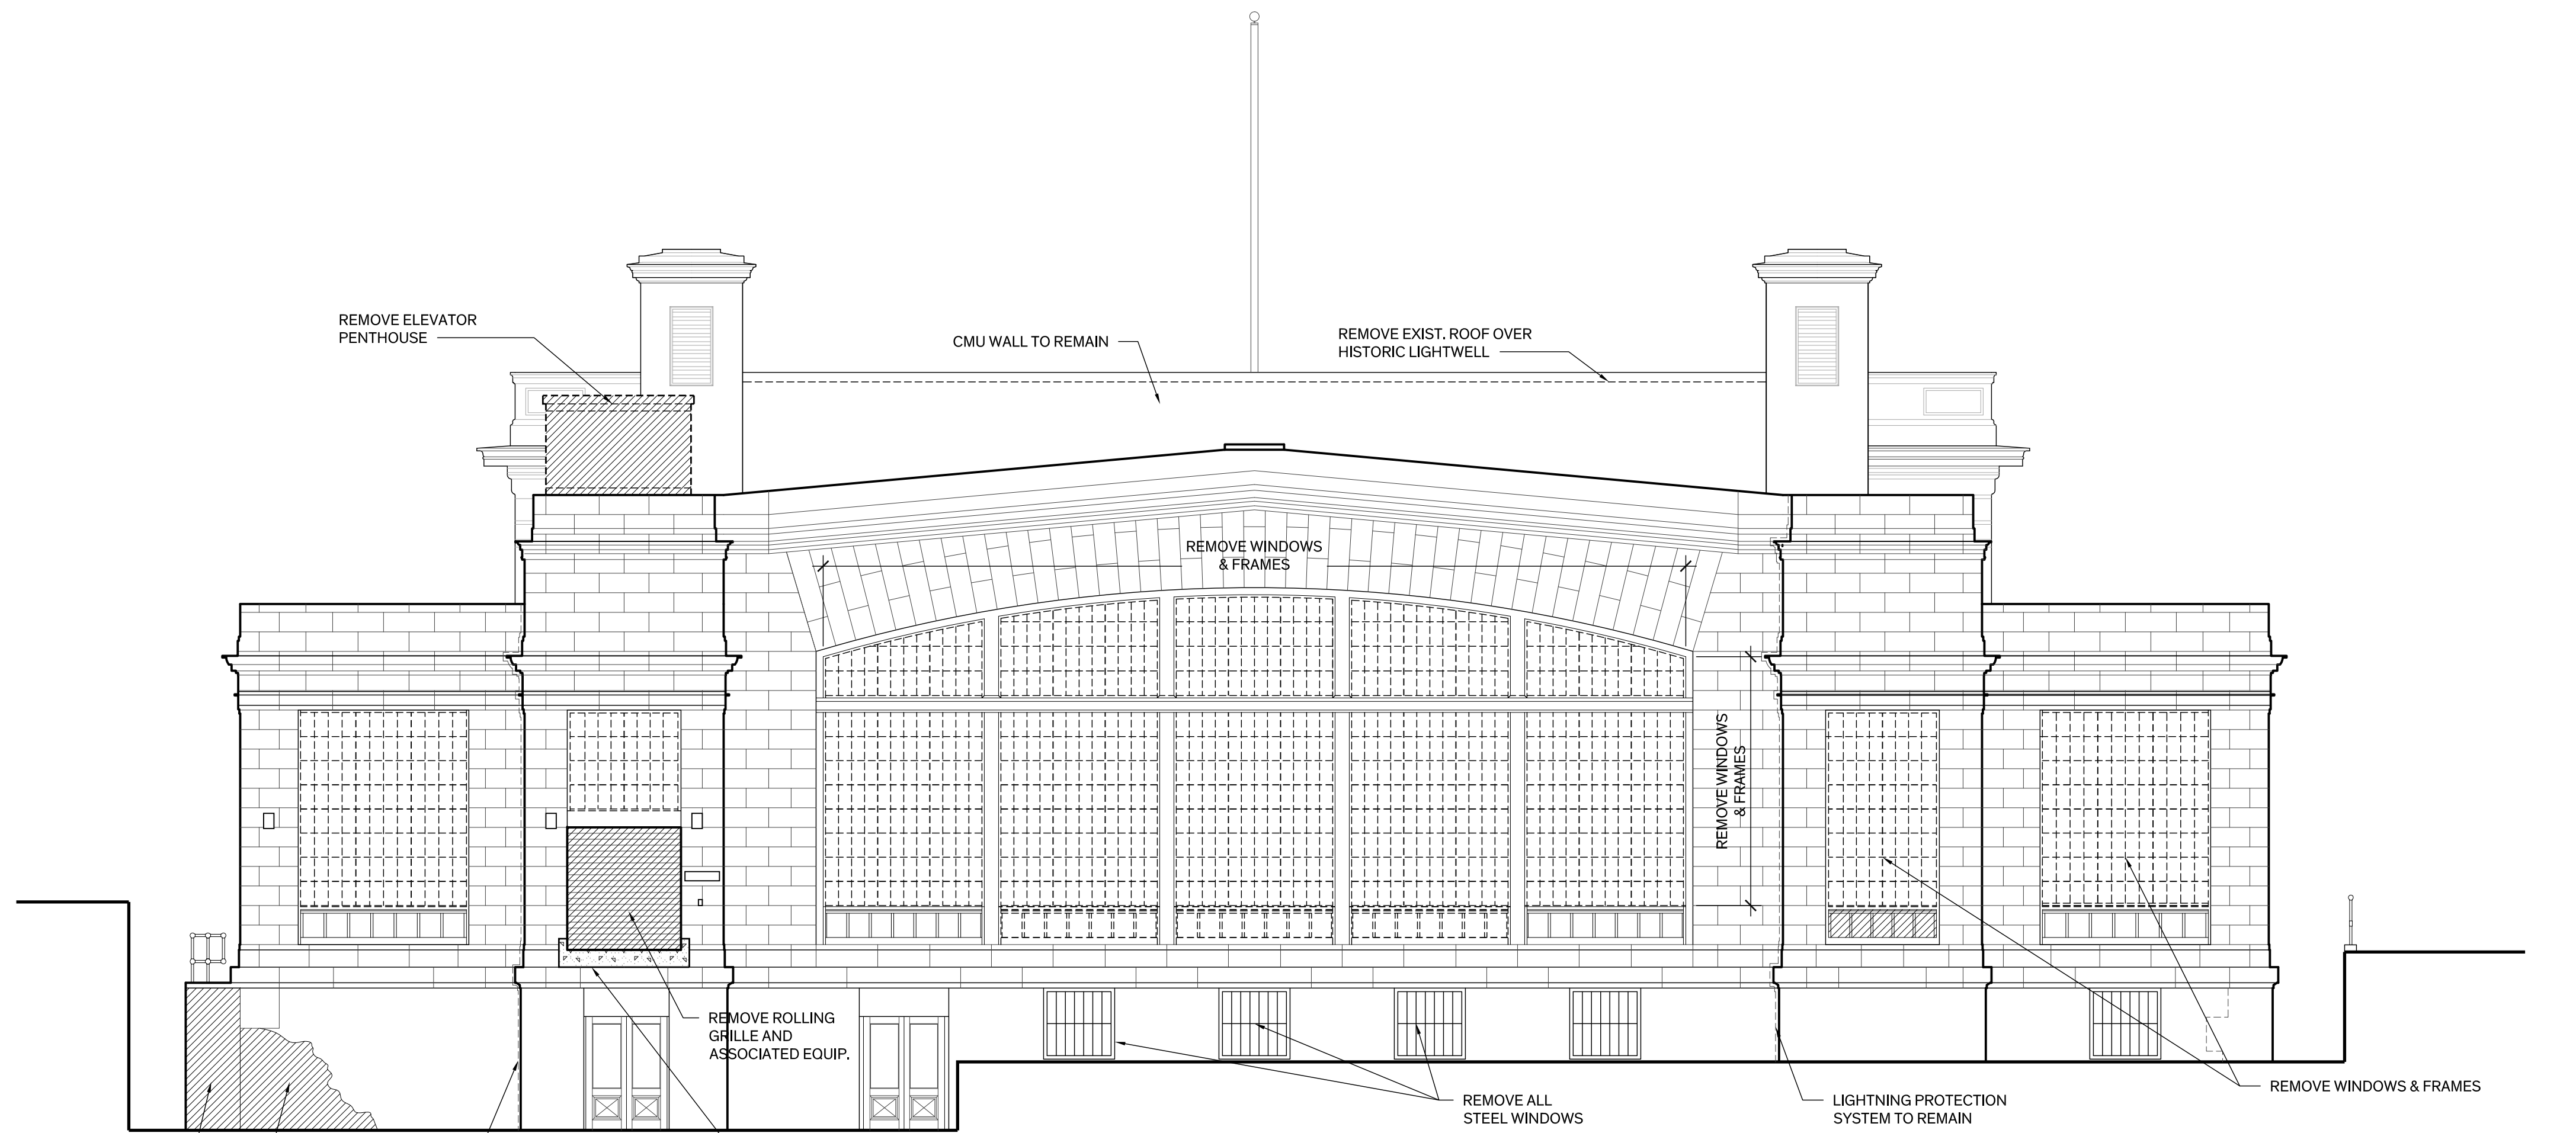 REMOVE ELEVATOR
PENTHOUSE
CMU WALL TO REMAIN
REMOVE EXIST. ROOF OVER
HISTORIC LIGHTWELL
REMOVE WINDOWS
& FRAMES
REMOVE WINDOWS
& FRAMES
REMOVE ROLLING
GRILLE AND
ASSOCIATED EQUIP.
REMOVE ALL
STEEL WINDOWS
LIGHTNING PROTECTION
SYSTEM TO REMAIN
REMOVE WINDOWS & FRAMES